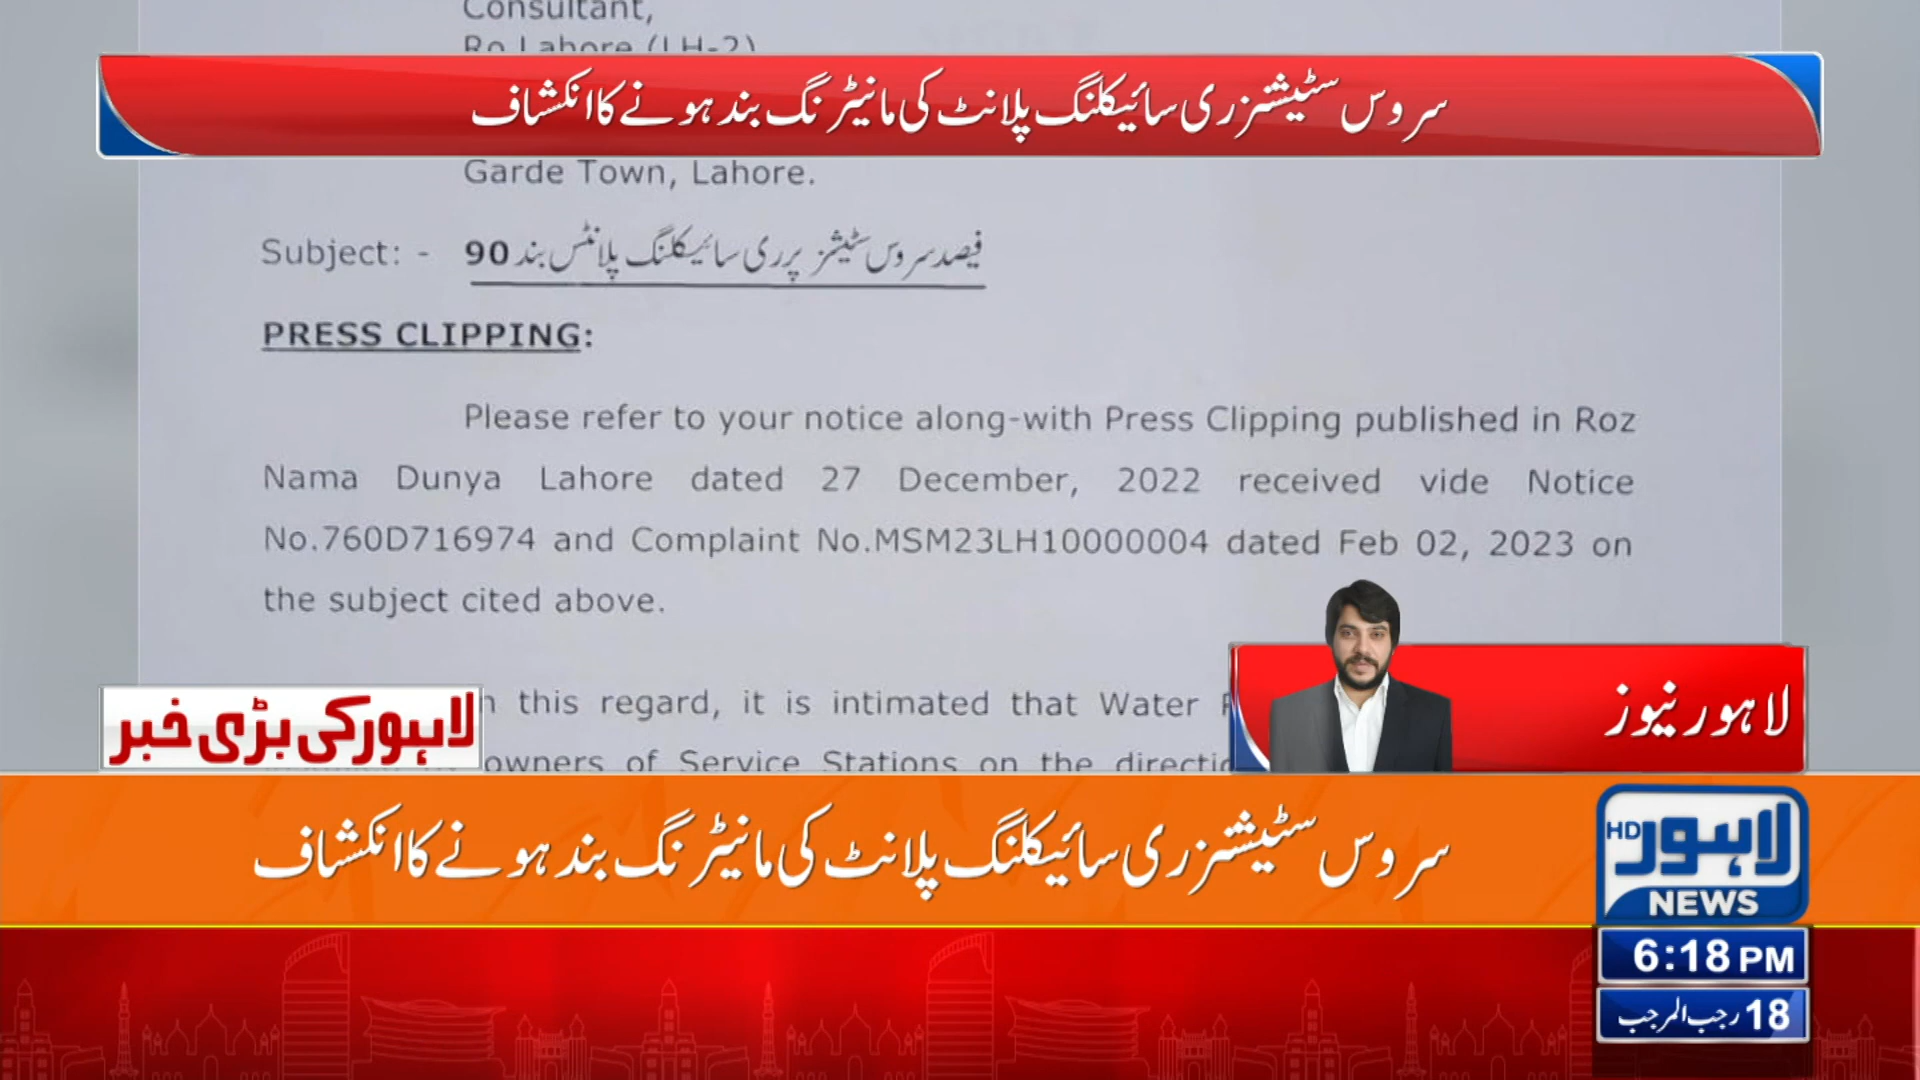 Consultant,
Ro Lahore (LH-2)
سروس سٹیشنز ری سائیکلنگ پلانٹ کی مانیٹرنگ بند ہونے کا انکشاف
Garde Town, Lahore.
Subject: - 90 فیصد سروس سٹیشنز پر ری سائیکلنگ پلانٹس بند
PRESS CLIPPING:
Please refer to your notice along-with Press Clipping published in Roz
Nama Dunya Lahore dated 27 December, 2022 received vide Notice
No.760D716974 and Complaint No.MSM23LH10000004 dated Feb 02, 2023 on
the subject cited above.
this regard, it is intimated that Water
owners of Service Stations on the
لاہور نیوز
لاہور کی بڑی خبر
سروس سٹیشنز ری سائیکلنگ پلانٹ کی مانیٹرنگ بند ہونے کا انکشاف
لاہور HD
NEWS
6:18 PM
18 رجب المرجب